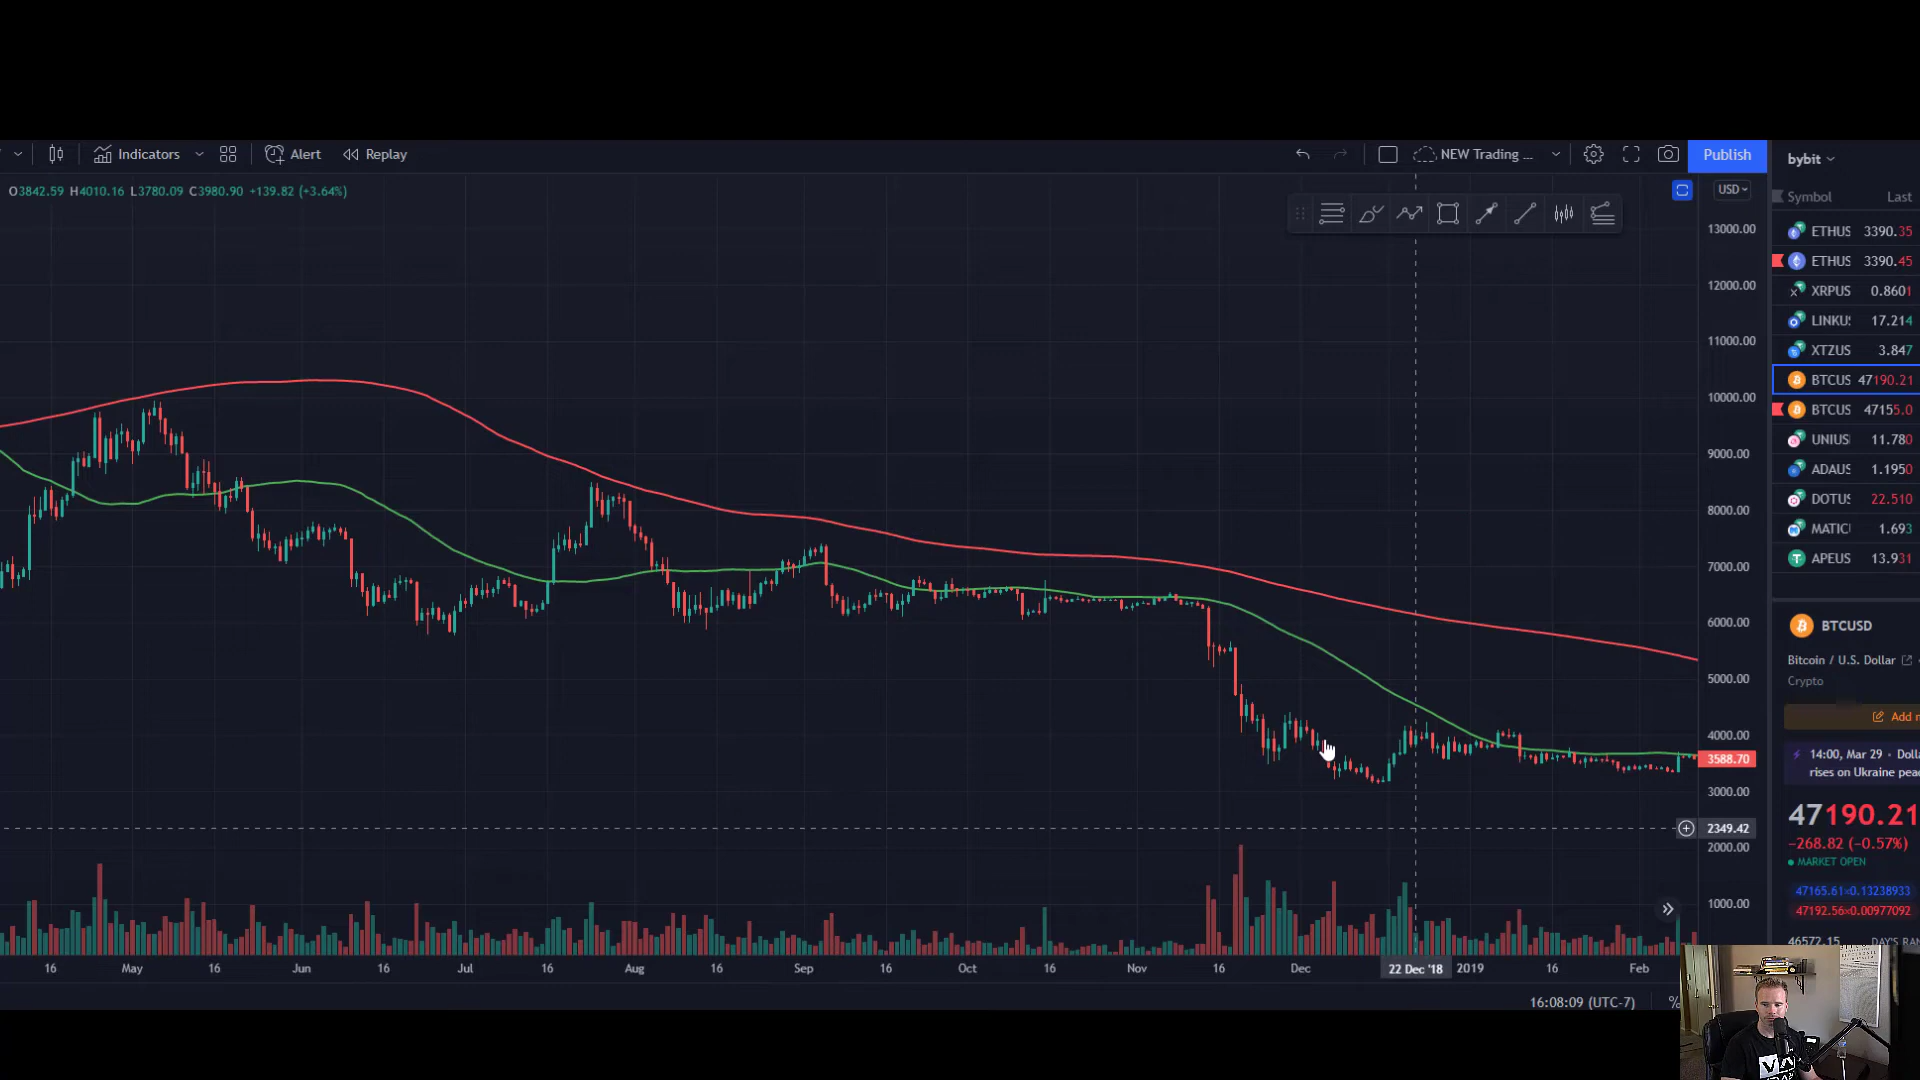 Indicators Alert Replay NEW Trading ... Publish bybit
O3842.59 H4010.16 L3780.09 C3980.90 +139.82 (+3.64%)
USD
Symbol Last
13000.00
12000.00
11000.00
10000.00
9000.00
8000.00
7000.00
6000.00
5000.00
4000.00
3588.70
3000.00
2349.42
2000.00
1000.00
ETHUS 3390.35
ETHUS 3390.45
XRPUS 0.8601
LINKU 17.214
XTZUS 3.847
BTCUS 47190.21
BTCUS 47155.0
UNIUS 11.780
ADAUS 1.1950
DOTUS 22.510
MATIC 1.693
APEUS 13.931
BTCUSD
Bitcoin / U.S. Dollar
Crypto
Add
14:00, Mar 29 • Dolla
rises on Ukraine peac
47190.21
−268.82 (−0.57%)
MARKET OPEN
47165.61×0.13238933
47192.56×0.00977092
46572.15 DAY'S RAN
16 May 16 Jun 16 Jul 16 Aug 16 Sep 16 Oct 16 Nov 16 Dec 22 Dec '18 2019 16 Feb
16:08:09 (UTC-7) %